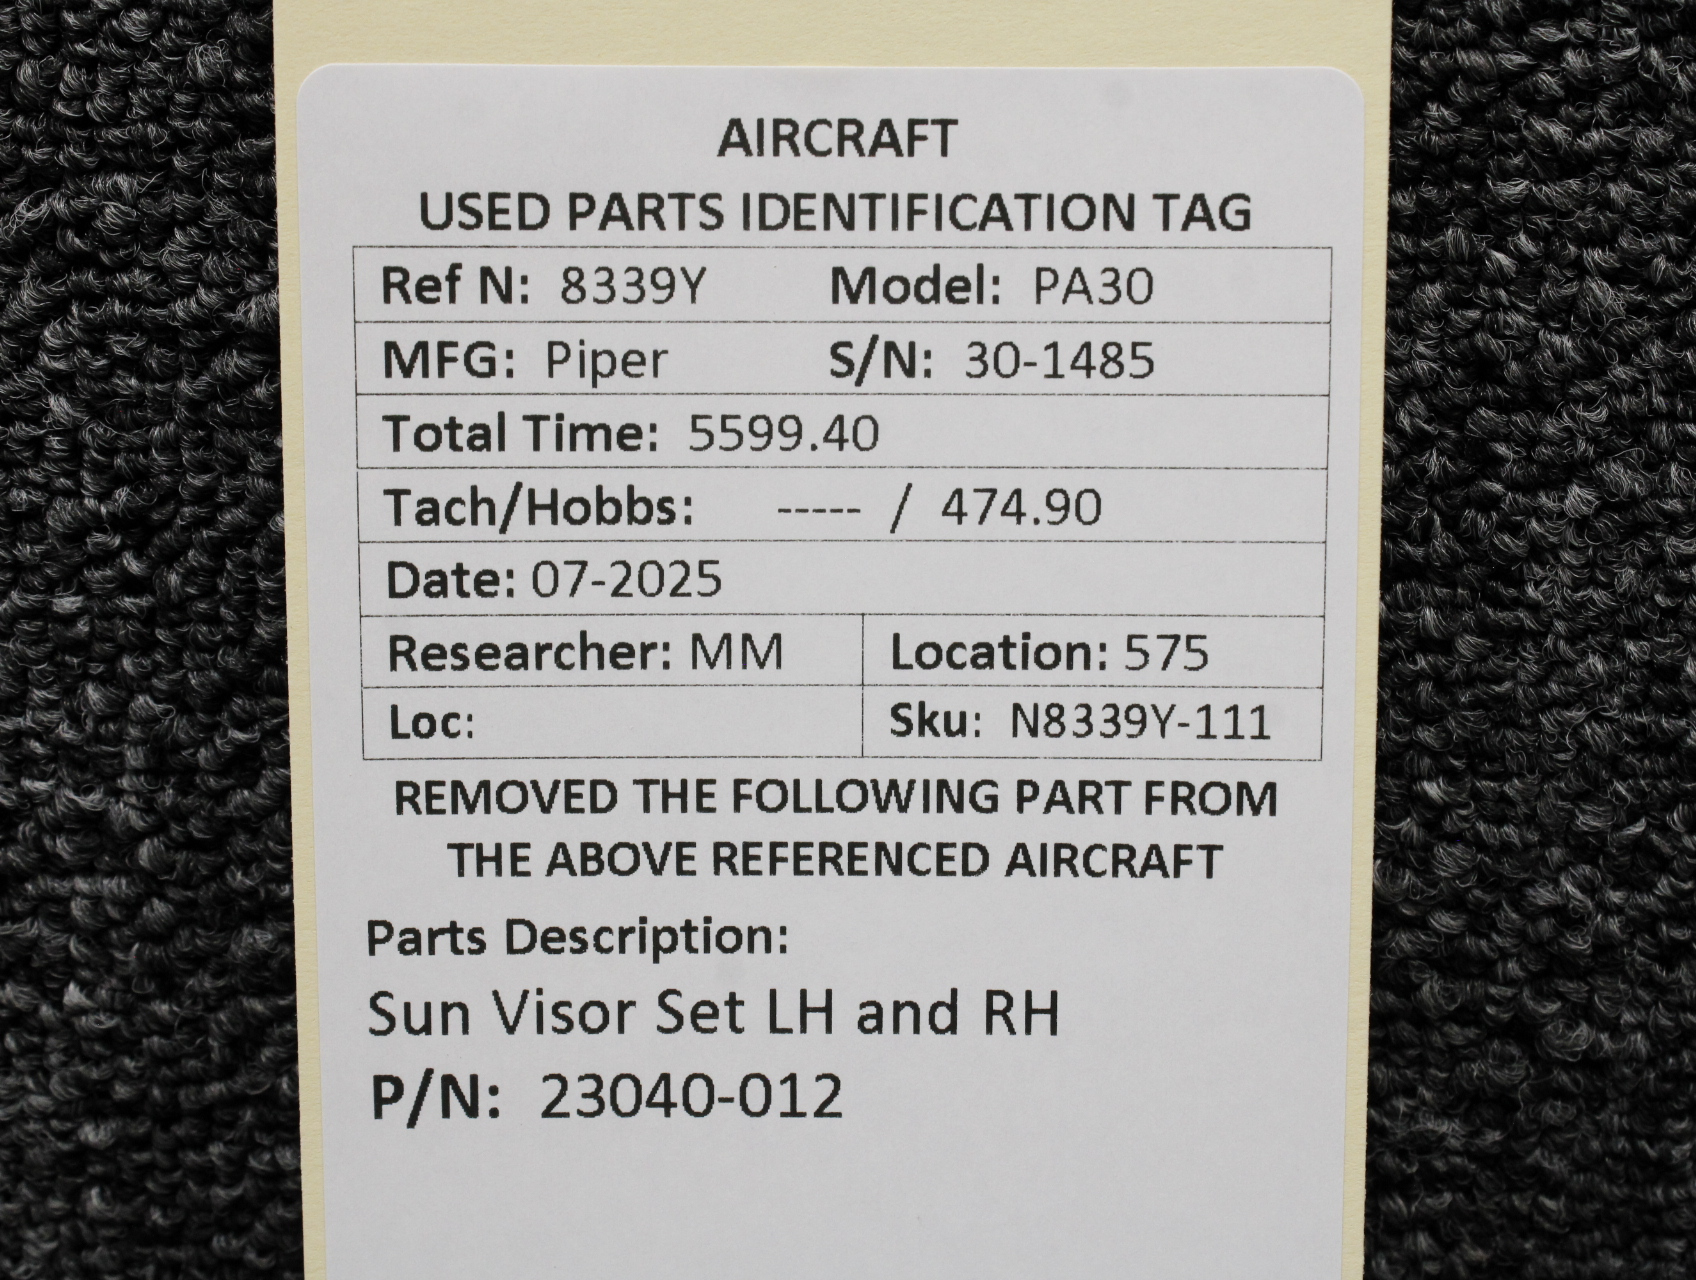 AIRCRAFT
USED PARTS IDENTIFICATION TAG
Ref N: 8339Y Model: PA30
MFG: Piper S/N: 30-1485
Total Time: 5599.40
Tach/Hobbs: ----- / 474.90
Date: 07-2025
Researcher: MM Location: 575
Loc: Sku: N8339Y-111
REMOVED THE FOLLOWING PART FROM
THE ABOVE REFERENCED AIRCRAFT
Parts Description:
Sun Visor Set LH and RH
P/N: 23040-012